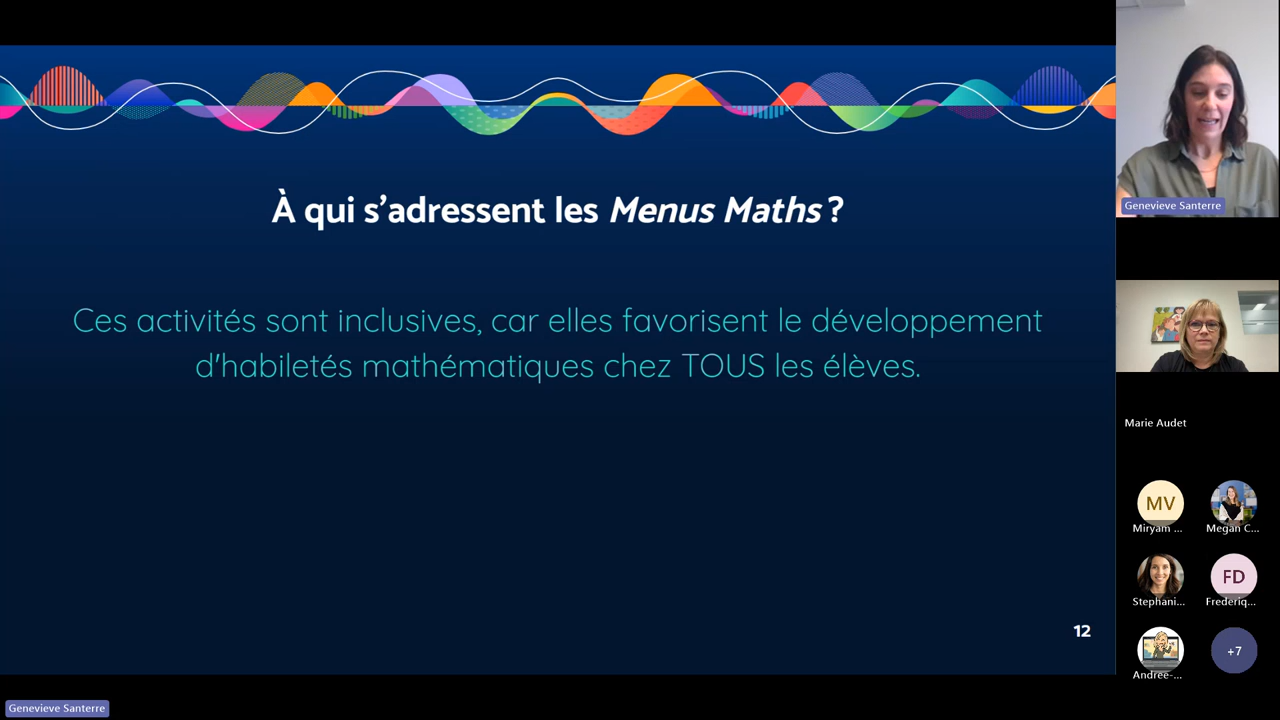 À qui s'adressent les Menus Maths ?
Ces activités sont inclusives, car elles favorisent le développement
d'habiletés mathématiques chez TOUS les élèves.
12
Genevieve Santerre
Marie Audet
MV
Miryam ...
Megan C...
Stephani...
FD
Frederiq...
Andrée-...
+7
Genevieve Santerre